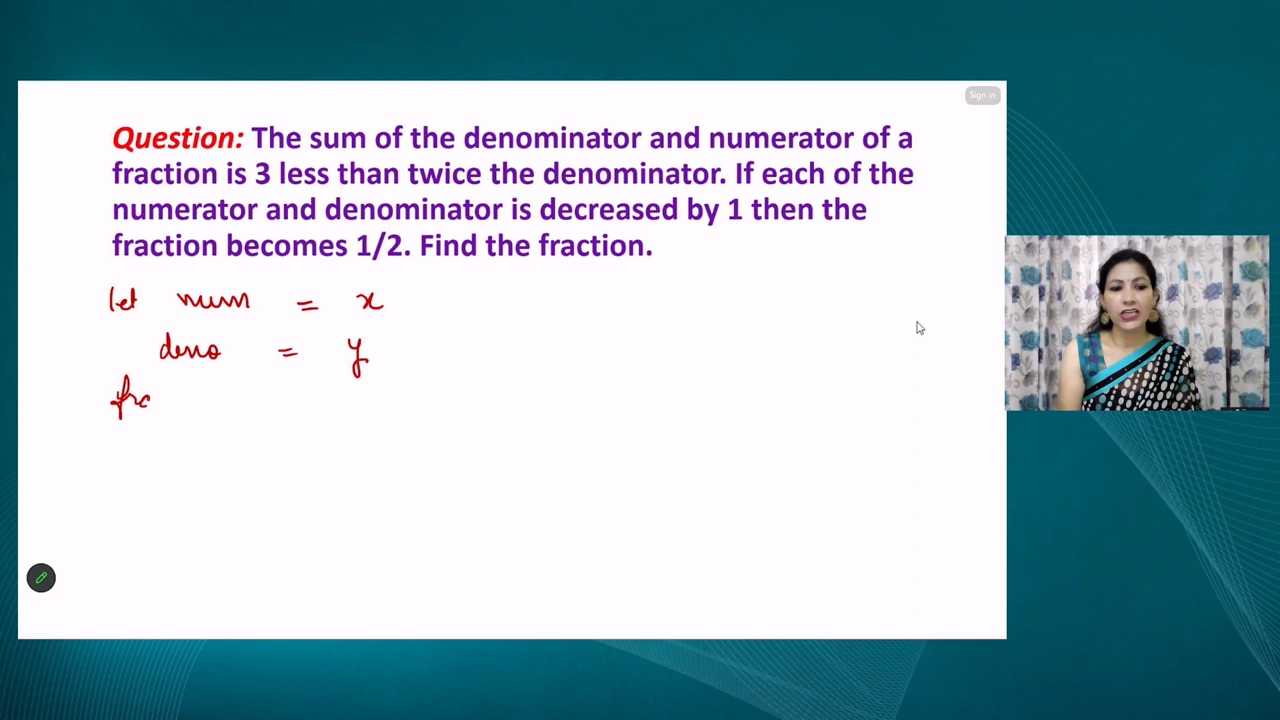 Sign in
Question: The sum of the denominator and numerator of a
fraction is 3 less than twice the denominator. If each of the
numerator and denominator is decreased by 1 then the
fraction becomes 1/2. Find the fraction.
let num = x
deno = y
frc